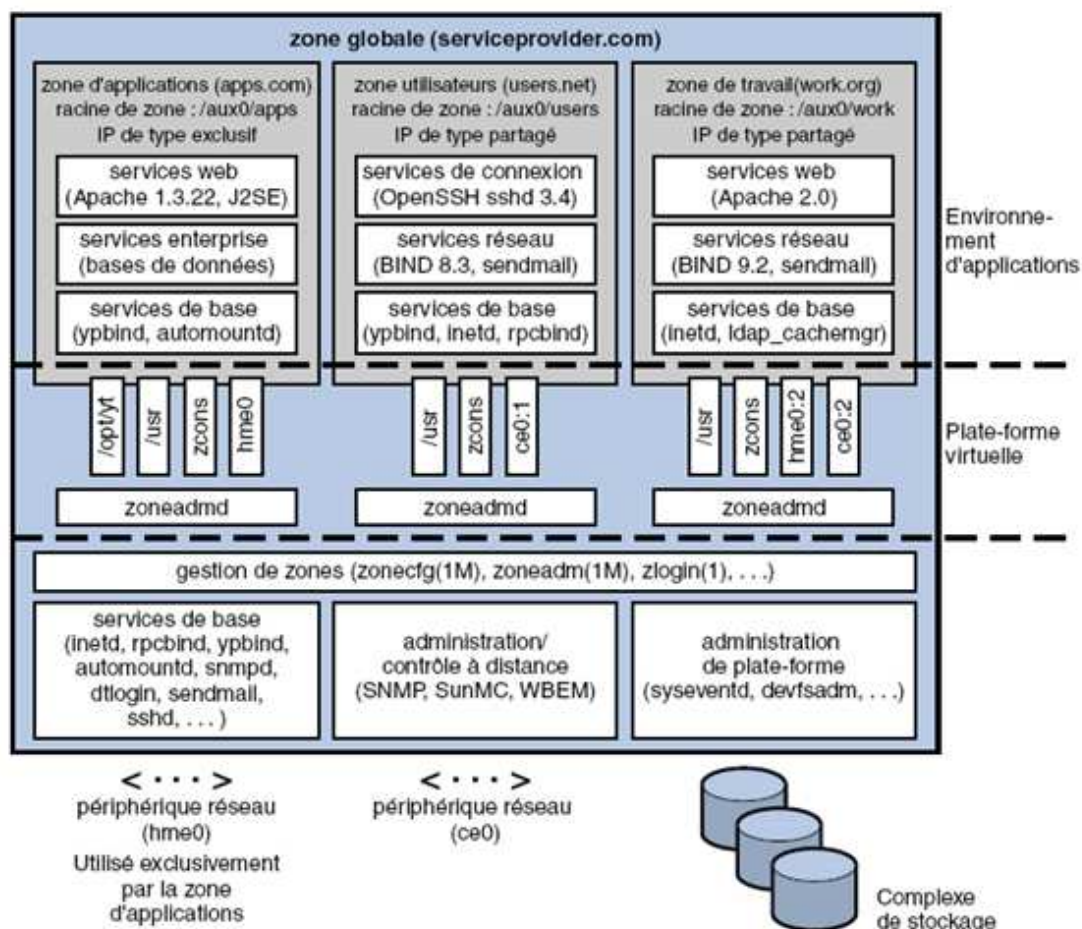 zone globale (serviceprovider.com)
zone d'applications (apps.com)
racine de zone : /aux0/apps
IP de type exclusif
services web
(Apache 1.3.22, J2SE)
services enterprise
(bases de données)
services de base
(ypbind, automountd)
zone utilisateurs (users.net)
racine de zone : /aux0/users
IP de type partagé
services de connexion
(OpenSSH sshd 3.4)
services réseau
(BIND 8.3, sendmail)
services de base
(ypbind, inetd, rpcbind)
zone de travail(work.org)
racine de zone : /aux0/work
IP de type partagé
services web
(Apache 2.0)
services réseau
(BIND 9.2, sendmail)
services de base
(inetd, ldap_cachemgr)
Environne-
ment
d'applications
/opt/yt
/usr
zcons
hme0
zoneadmd
/usr
zcons
ce0:1
zoneadmd
/usr
zcons
hme0:2
ce0:2
zoneadmd
Plate-forme
virtuelle
gestion de zones (zonecfg(1M), zoneadm(1M), zlogin(1), . . .)
services de base
(inetd, rpcbind, ypbind,
automountd, snmpd,
dtlogin, sendmail,
sshd, . . . )
administration/
contrôle à distance
(SNMP, SunMC, WBEM)
administration
de plate-forme
(syseventd, devfsadm, . . .)
< · · · >
périphérique réseau
(hme0)
Utilisé exclusivement
par la zone
d'applications
< · · · >
périphérique réseau
(ce0)
Complexe
de stockage